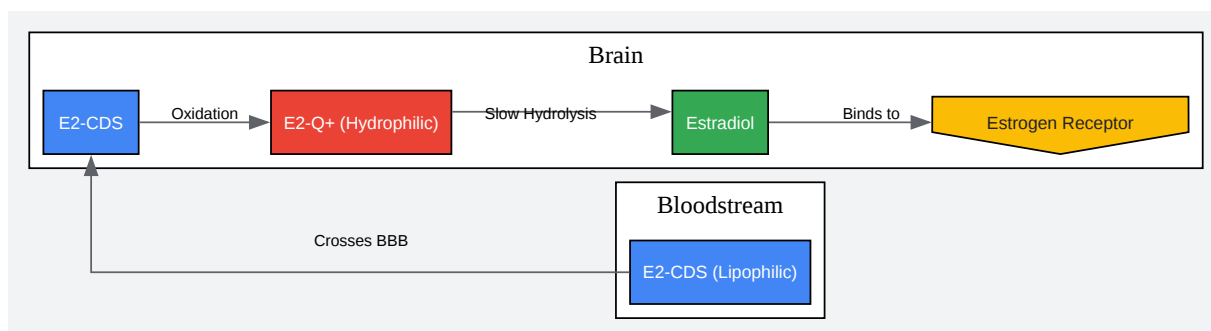 Brain
E2-CDS
Oxidation
E2-Q+ (Hydrophilic)
Slow Hydrolysis
Estradiol
Binds to
Estrogen Receptor
Bloodstream
Crosses BBB
E2-CDS (Lipophilic)